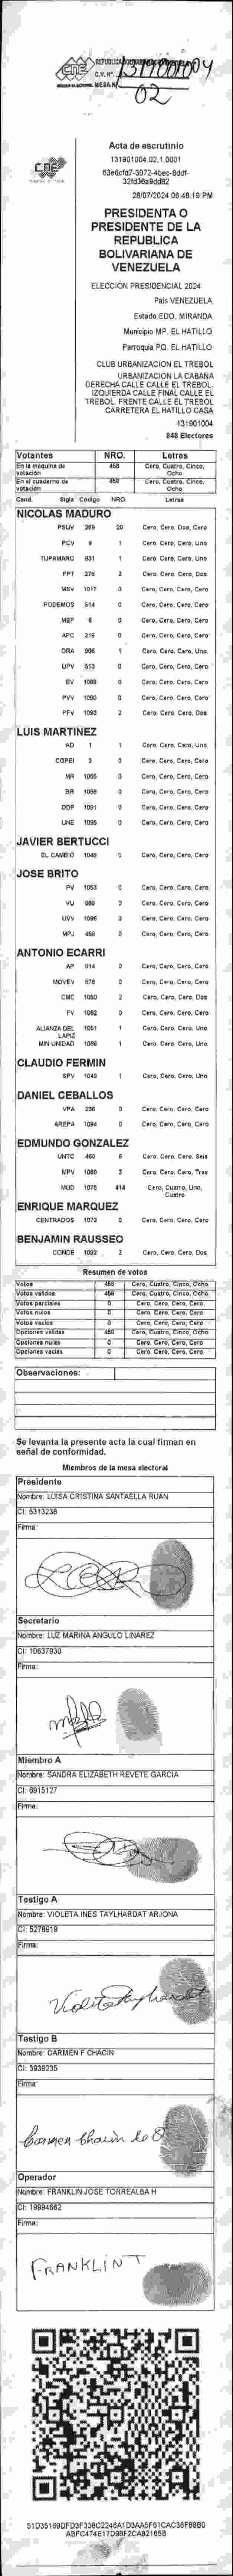 CNE
C.V. N°. 131901004
MESA N° 02
CNE
Acta de escrutinio
131901004.02.1.0001
28/07/2024 08:48:19 PM
PRESIDENTA O
PRESIDENTE DE LA
REPUBLICA
BOLIVARIANA DE
VENEZUELA
ELECCIÓN PRESIDENCIAL 2024
Pais VENEZUELA
Estado EDO. MIRANDA
Municipio MP. EL HATILLO
Parroquia PQ. EL HATILLO
CLUB URBANIZACION EL TREBOL
URBANIZACION LA CABAÑA
DERECHA CALLE CALLE EL TREBOL.
IZQUIERDA CALLE FINAL CALLE EL
TREBOL. FRENTE CALLE EL TREBOL
CARRETERA EL HATILLO CASA
131901004
848 Electores
Votantes NRO. Letras
En la máquina de votación 458 Cero, Cuatro, Cinco, Ocho
En el cuaderno de votación 458 Cero, Cuatro, Cinco, Ocho
Cand. Sigla Código NRO. Letras
NICOLAS MADURO
PSUV 269 20 Cero, Cero, Dos, Cero
PCV 1 Cero, Cero, Cero, Uno
TUPAMARO 831 1 Cero, Cero, Cero, Uno
PPT 275 2 Cero, Cero, Cero, Dos
MSV 1017 0 Cero, Cero, Cero, Cero
PODEMOS 514 0 Cero, Cero, Cero, Cero
MEP 6 0 Cero, Cero, Cero, Cero
APC 219 0 Cero, Cero, Cero, Cero
ORA 906 1 Cero, Cero, Cero, Uno
UPV 513 0 Cero, Cero, Cero, Cero
EV 1088 0 Cero, Cero, Cero, Cero
PVV 1090 0 Cero, Cero, Cero, Cero
PFV 1093 2 Cero, Cero, Cero, Dos
LUIS MARTINEZ
AD 1 1 Cero, Cero, Cero, Uno
COPEI 3 0 Cero, Cero, Cero, Cero
MR 1065 0 Cero, Cero, Cero, Cero
BR 0 Cero, Cero, Cero, Cero
DDP 1081 0 Cero, Cero, Cero, Cero
UNE 1095 0 Cero, Cero, Cero, Cero
JAVIER BERTUCCI
EL CAMBIO 1048 0 Cero, Cero, Cero, Cero
JOSE BRITO
PV 1053 0 Cero, Cero, Cero, Cero
VU 0 Cero, Cero, Cero, Cero
UVV 0 Cero, Cero, Cero, Cero
MPJ 458 0 Cero, Cero, Cero, Cero
ANTONIO ECARRI
AP 914 0 Cero, Cero, Cero, Cero
MOVEV 978 0 Cero, Cero, Cero, Cero
CMC 1050 2 Cero, Cero, Cero, Dos
FV 1052 0 Cero, Cero, Cero, Cero
ALIANZA DEL LAPIZ 1051 1 Cero, Cero, Cero, Uno
MIN UNIDAD 1068 1 Cero, Cero, Cero, Uno
CLAUDIO FERMIN
SPV 1049 1 Cero, Cero, Cero, Uno
DANIEL CEBALLOS
VPA 236 0 Cero, Cero, Cero, Cero
AREPA 1094 0 Cero, Cero, Cero, Cero
EDMUNDO GONZALEZ
UNTC 460 6 Cero, Cero, Cero, Seis
MPV 1069 3 Cero, Cero, Cero, Tres
MUD 1076 414 Cero, Cuatro, Uno, Cuatro
ENRIQUE MARQUEZ
CENTRADOS 1073 0 Cero, Cero, Cero, Cero
BENJAMIN RAUSSEO
CONDE 1092 2 Cero, Cero, Cero, Dos
Resumen de votos
Votos 458 Cero, Cuatro, Cinco, Ocho
Votos validos 458 Cero, Cuatro, Cinco, Ocho
Votos parciales 0 Cero, Cero, Cero, Cero
Votos nulos 0 Cero, Cero, Cero, Cero
Votos vacios 0 Cero, Cero, Cero, Cero
Opciones validas 458 Cero, Cuatro, Cinco, Ocho
Opciones nulas 0 Cero, Cero, Cero, Cero
Opciones vacias 0 Cero, Cero, Cero, Cero
Observaciones:
Se levanta la presente acta la cual firman en
señal de conformidad.
Miembros de la mesa electoral
Presidente
Nombre: LUISA CRISTINA SANTAELLA RUAN
CI: 5313238
Firma:
Secretario
Nombre: LUZ MARINA ANGULO LINAREZ
CI: 10637930
Firma:
Miembro A
Nombre: SANDRA ELIZABETH REVETE GARCIA
CI: 6915127
Firma:
Testigo A
Nombre: VIOLETA INES TAYLHARDAT ARJONA
CI: 5278919
Firma:
Violeta Taylhardat
Testigo B
Nombre: CARMEN F CHACIN
CI: 3939235
Firma:
Carmen Chacin de O
Operador
Nombre: FRANKLIN JOSE TORREALBA H
CI: 19994662
Firma:
FRANKLIN T
51D35169DFD3F338C2248A1D3AA5F61CAC36F88B0
ABFC474E17D98F2CA92165B